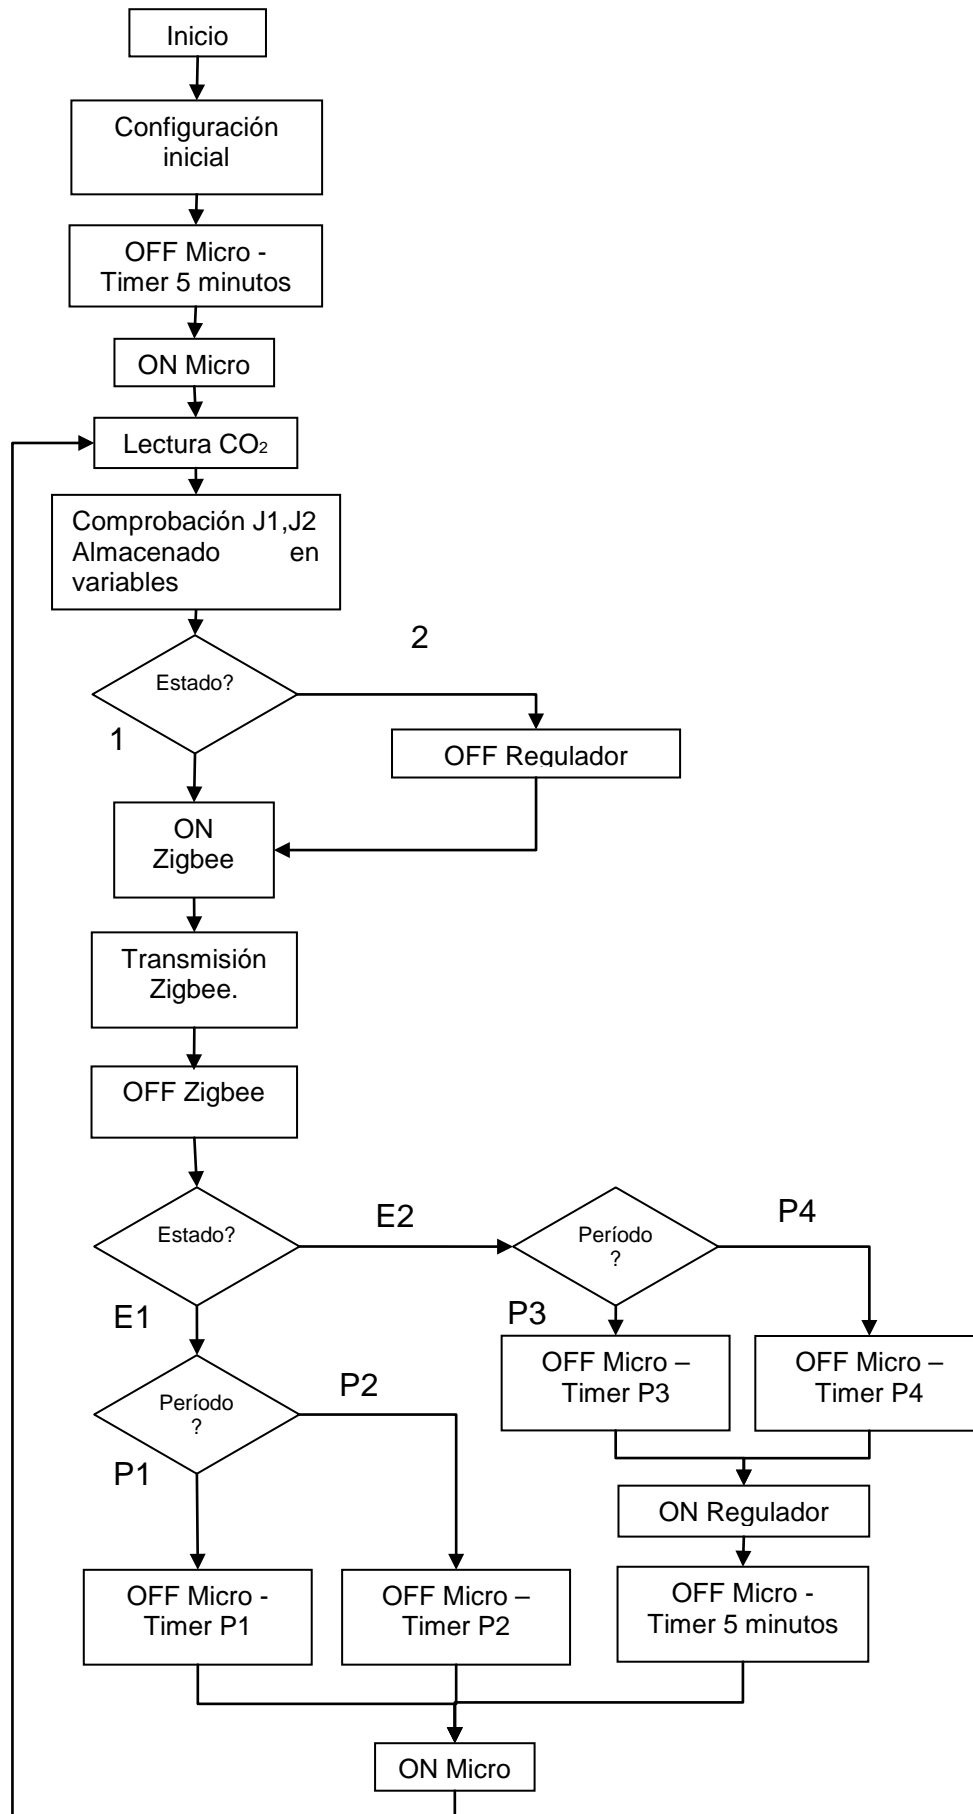 Inicio
Configuración
inicial
OFF Micro -
Timer 5 minutos
ON Micro
Lectura CO₂
Comprobación J1,J2
Almacenado en
variables
Estado?
2
1
OFF Regulador
ON
Zigbee
Transmisión
Zigbee.
OFF Zigbee
Estado?
E2
E1
Período
?
P4
P3
OFF Micro –
Timer P3
OFF Micro –
Timer P4
Período
?
P2
P1
ON Regulador
OFF Micro -
Timer P1
OFF Micro –
Timer P2
OFF Micro -
Timer 5 minutos
ON Micro